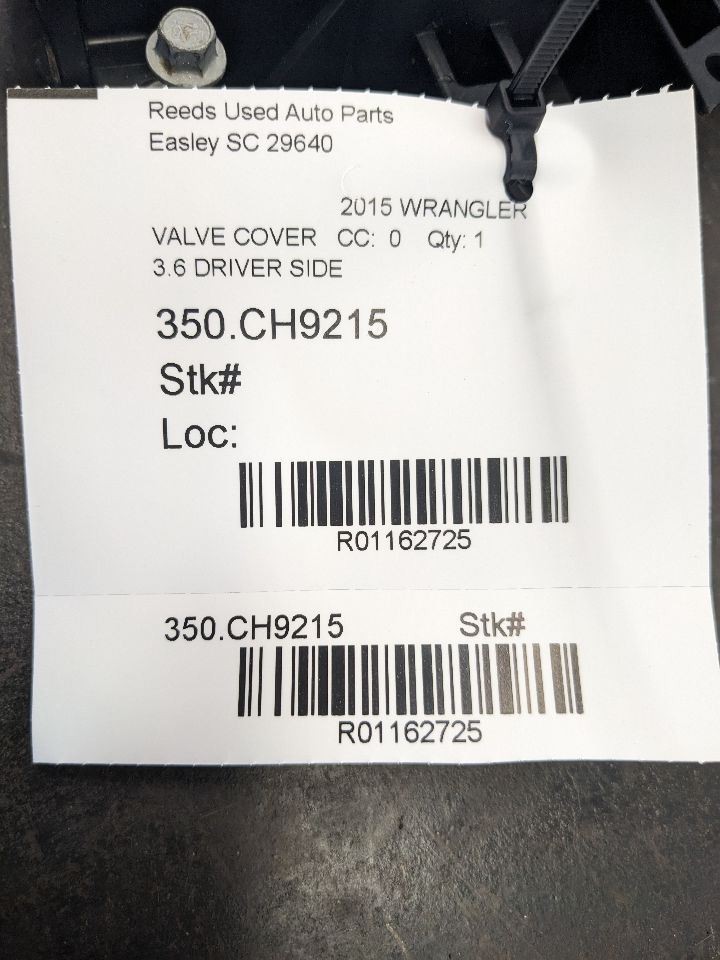 Reeds Used Auto Parts
Easley SC 29640
2015 WRANGLER
VALVE COVER CC: 0 Qty: 1
3.6 DRIVER SIDE
350.CH9215
Stk#
Loc:
R01162725
350.CH9215 Stk#
R01162725